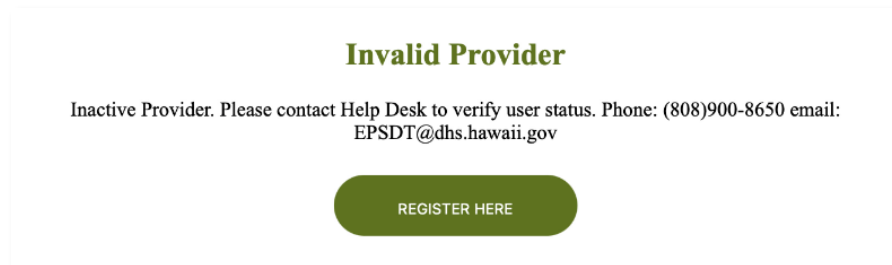 Invalid Provider
Inactive Provider. Please contact Help Desk to verify user status. Phone: (808)900-8650 email:
EPSDT@dhs.hawaii.gov
REGISTER HERE